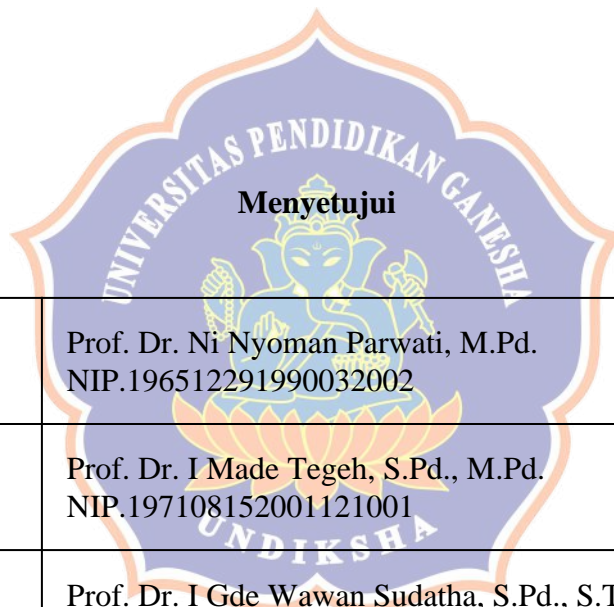 UNIVERSITAS PENDIDIKAN GANESHA
Menyetujui
Prof. Dr. Ni Nyoman Parwati, M.Pd.
NIP.196512291990032002
Prof. Dr. I Made Tegeh, S.Pd., M.Pd.
NIP.197108152001121001
UNDIKSHA
Prof. Dr. I Gde Wawan Sudatha, S.Pd., S.T